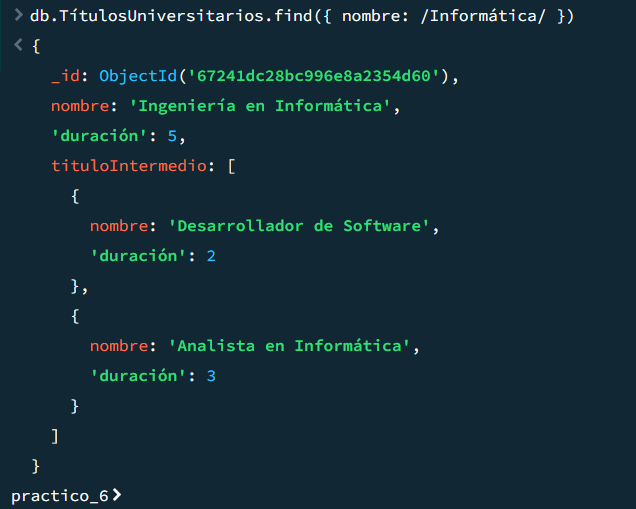 > db.TítulosUniversitarios.find({ nombre: /Informática/ })
< {
_id: ObjectId('67241dc28bc996e8a2354d60'),
nombre: 'Ingeniería en Informática',
'duración': 5,
tituloIntermedio: [
{
nombre: 'Desarrollador de Software',
'duración': 2
},
{
nombre: 'Analista en Informática',
'duración': 3
}
]
}
practico_6>